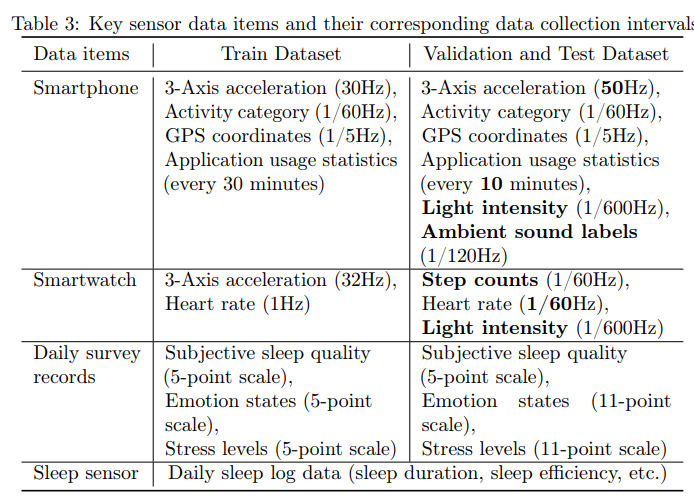 Table 3: Key sensor data items and their corresponding data collection intervals
Data items Train Dataset Validation and Test Dataset
Smartphone 3-Axis acceleration (30Hz), 3-Axis acceleration (50Hz),
Activity category (1/60Hz), Activity category (1/60Hz),
GPS coordinates (1/5Hz), GPS coordinates (1/5Hz),
Application usage statistics Application usage statistics
(every 30 minutes) (every 10 minutes),
Light intensity (1/600Hz),
Ambient sound labels
(1/120Hz)
Smartwatch 3-Axis acceleration (32Hz), Step counts (1/60Hz),
Heart rate (1Hz) Heart rate (1/60Hz),
Light intensity (1/600Hz)
Daily survey Subjective sleep quality Subjective sleep quality
records (5-point scale), (5-point scale),
Emotion states (5-point Emotion states (11-point
scale), scale),
Stress levels (5-point scale) Stress levels (11-point scale)
Sleep sensor Daily sleep log data (sleep duration, sleep efficiency, etc.)